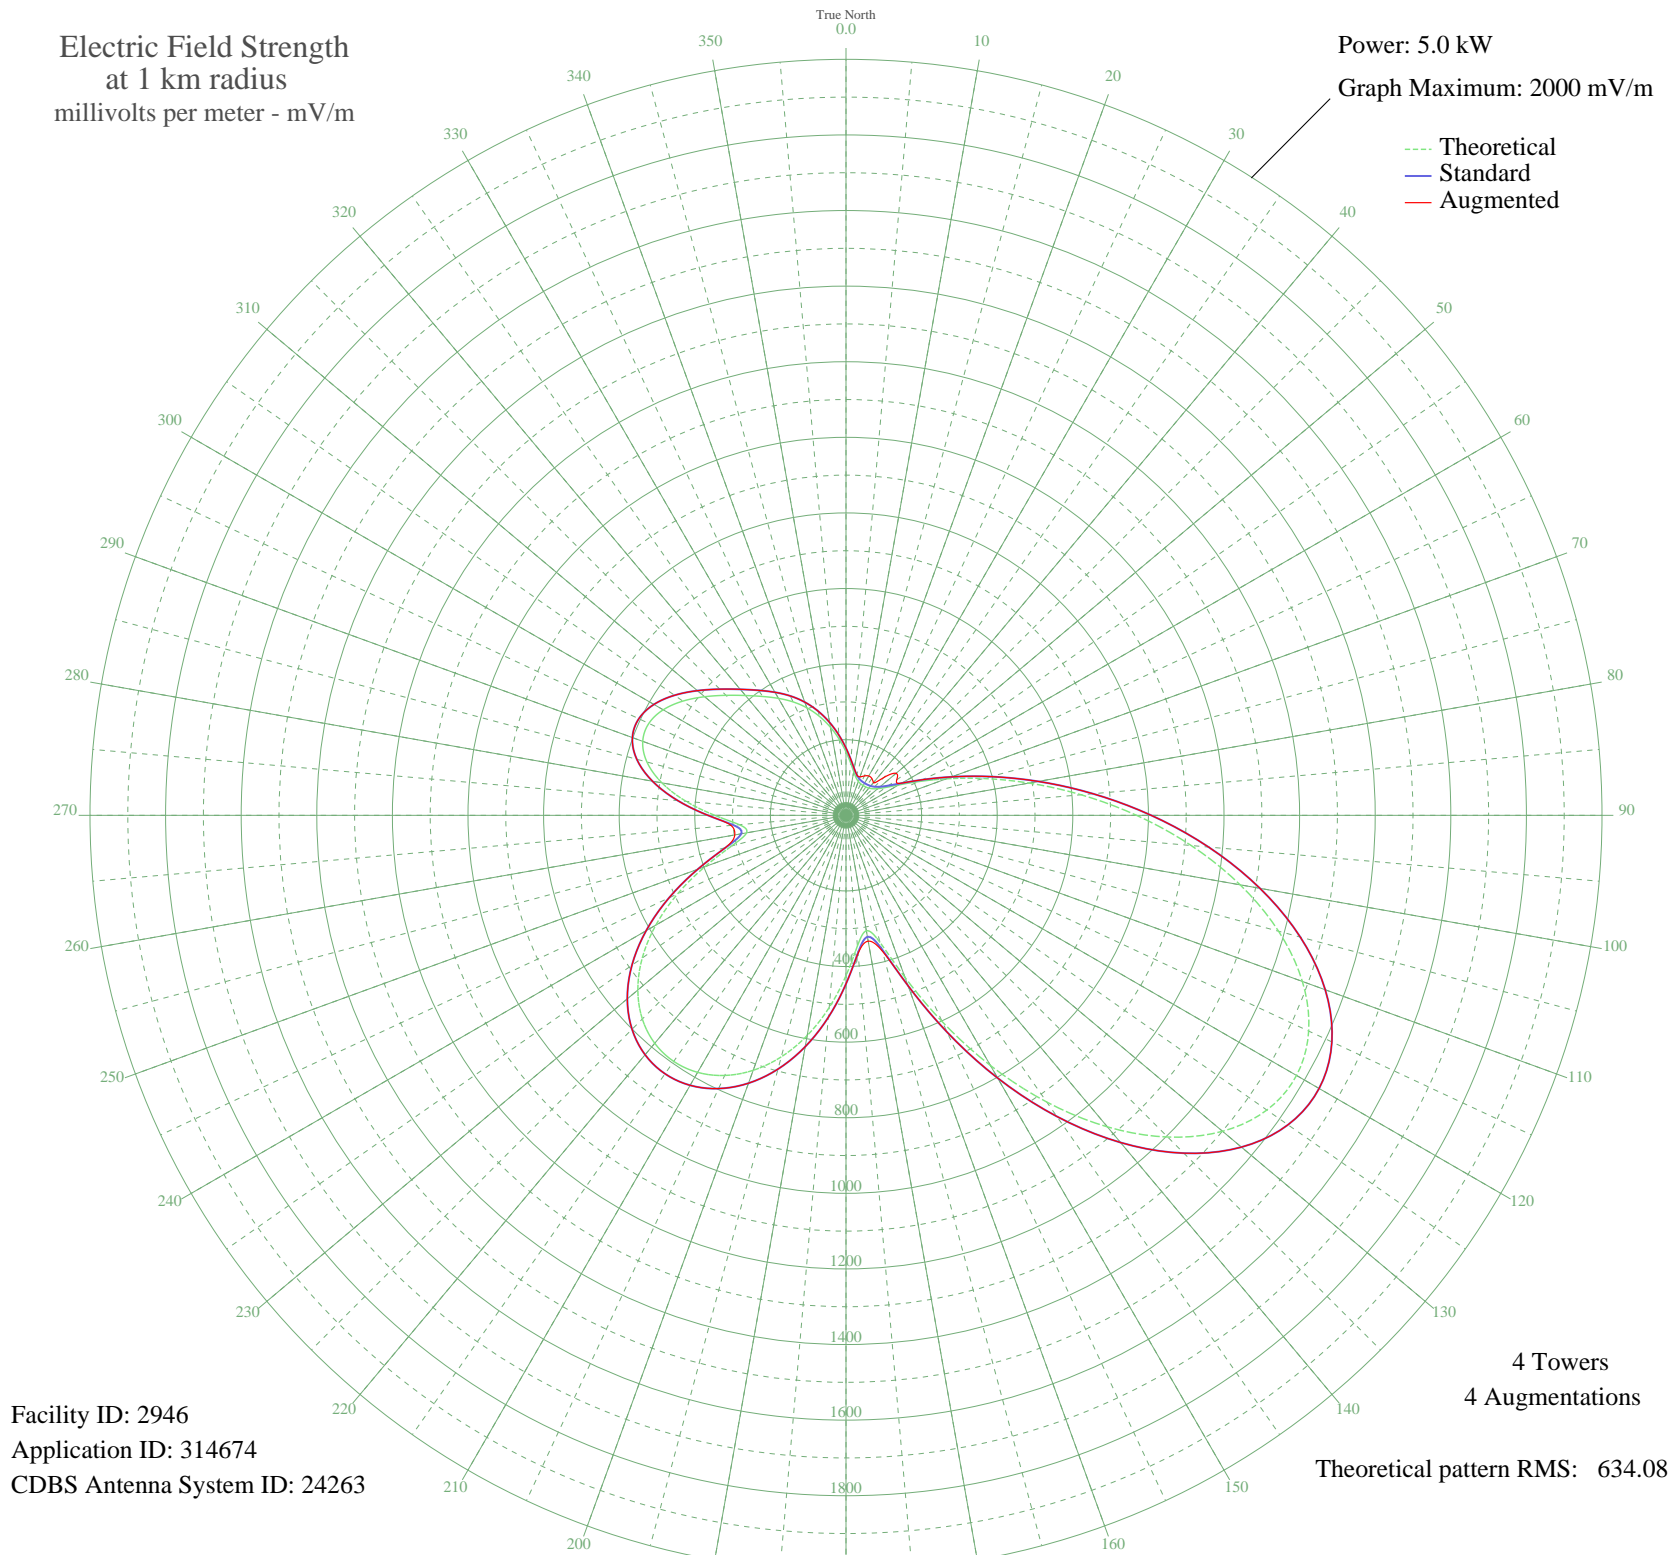 True North
0.0
Electric Field Strength
at 1 km radius
millivolts per meter - mV/m
Power: 5.0 kW
Graph Maximum: 2000 mV/m
Theoretical
Standard
Augmented
10
20
30
40
50
60
70
80
90
100
110
120
130
140
150
160
200
210
220
230
240
250
260
270
280
290
300
310
320
330
340
350
400
600
800
1000
1200
1400
1600
1800
4 Towers
4 Augmentations
Theoretical pattern RMS: 634.08
Facility ID: 2946
Application ID: 314674
CDBS Antenna System ID: 24263